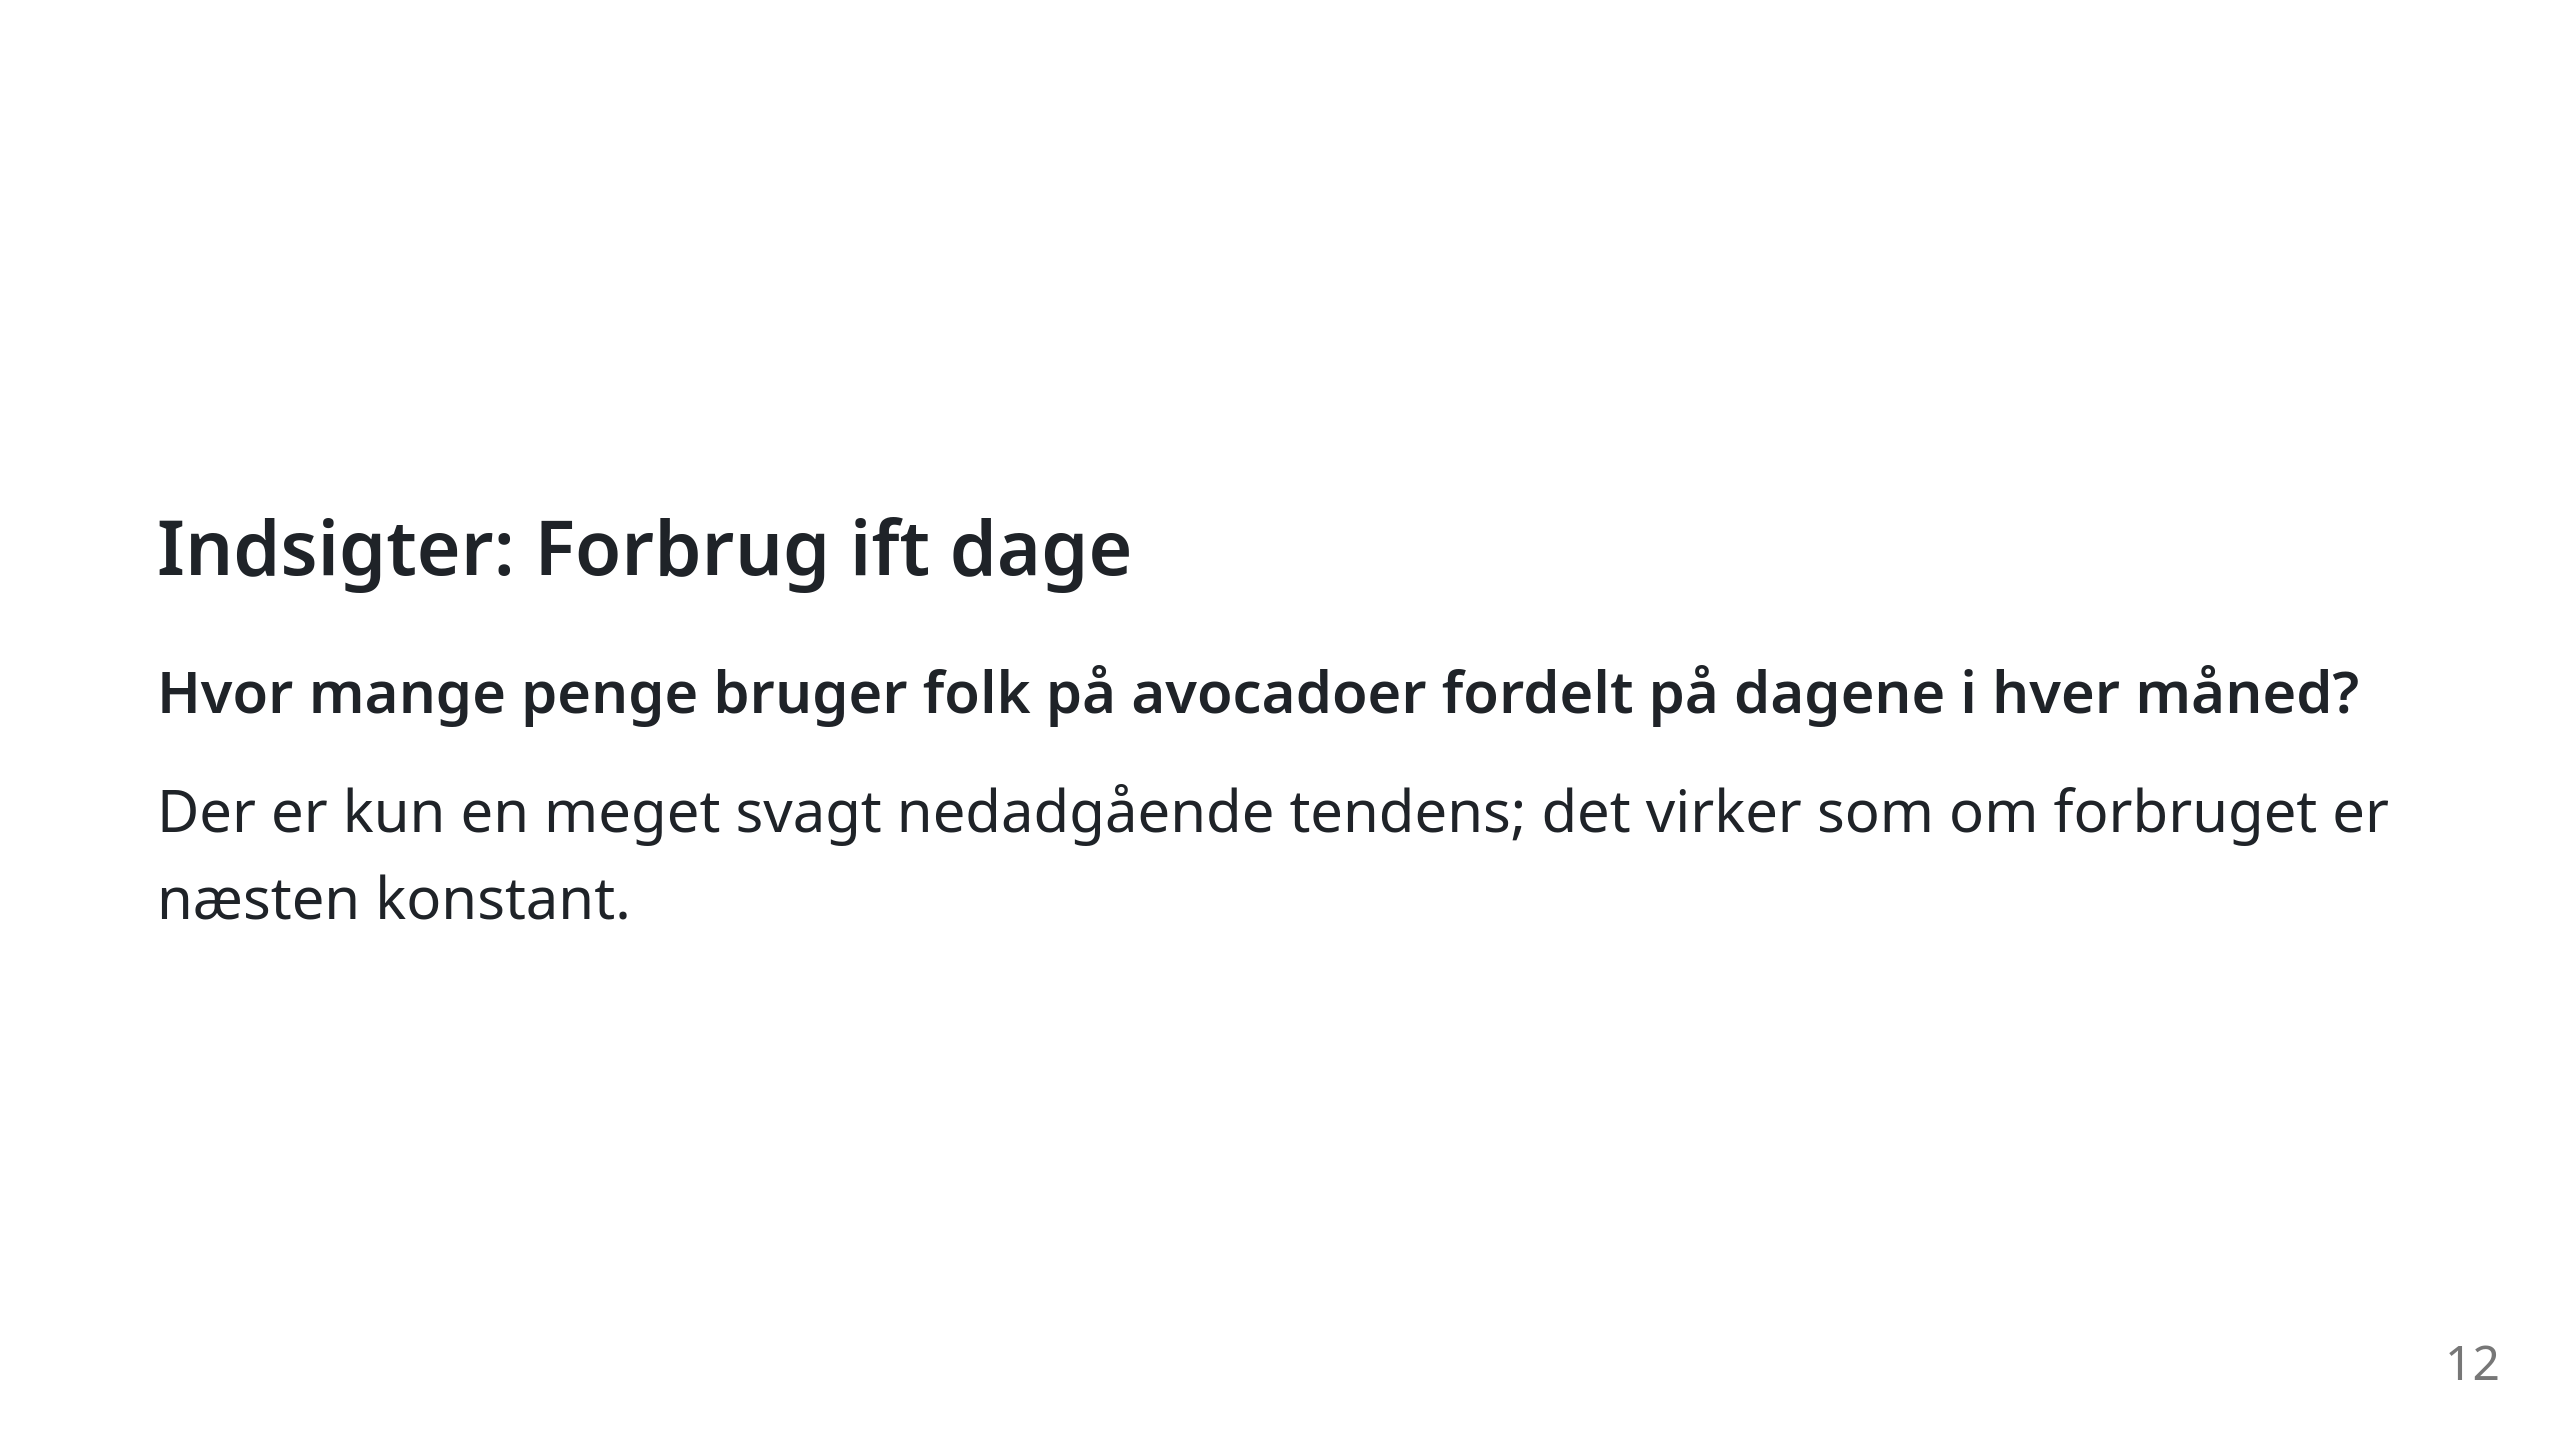 Indsigter: Forbrug ift dage
Hvor mange penge bruger folk på avocadoer fordelt på dagene i hver måned?
Der er kun en meget svagt nedadgående tendens; det virker som om forbruget er
næsten konstant.
12